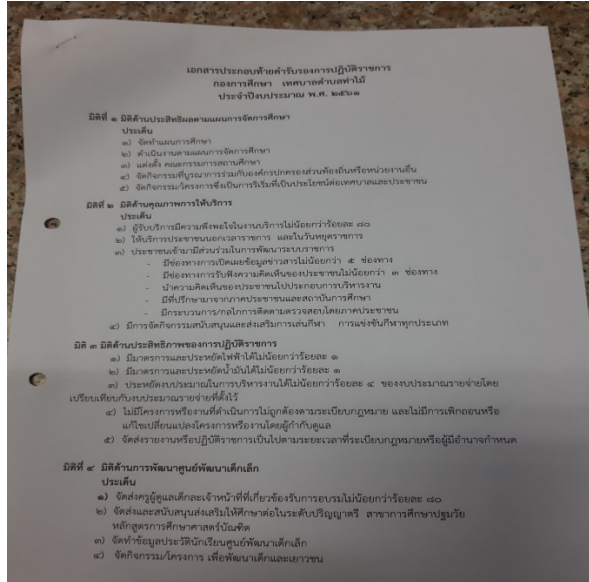 เอกสารประกอบท้ายคำรับรองการปฏิบัติราชการ
กองการศึกษา เทศบาลตำบลท่าไม้
ประจำปีงบประมาณ พ.ศ. ๒๕๖๑
มิติที่ ๑ มิติด้านประสิทธิผลตามแผนการจัดการศึกษา
ประเด็น
๑) จัดทำแผนการศึกษา
๒) ดำเนินงานตามแผนการจัดการศึกษา
๓) แต่งตั้ง คณะกรรมการสถานศึกษา
๔) จัดกิจกรรมที่บูรณาการร่วมกับองค์กรปกครองส่วนท้องถิ่นหรือหน่วยงานอื่น
๕) จัดกิจกรรม/โครงการซึ่งเป็นการริเริ่มที่เป็นประโยชน์ต่อเทศบาลและประชาชน
มิติที่ ๒ มิติด้านคุณภาพการให้บริการ
ประเด็น
๑) ผู้รับบริการมีความพึงพอใจในงานบริการไม่น้อยกว่าร้อยละ ๘๐
๒) ให้บริการประชาชนนอกเวลาราชการ และในวันหยุดราชการ
๓) ประชาชนเข้ามามีส่วนร่วมในการพัฒนาระบบราชการ
- มีช่องทางการเปิดเผยข้อมูลข่าวสารไม่น้อยกว่า ๕ ช่องทาง
- มีช่องทางการรับฟังความคิดเห็นของประชาชนไม่น้อยกว่า ๓ ช่องทาง
- นำความคิดเห็นของประชาชนไปประกอบการบริหารงาน
- มีที่ปรึกษามาจากภาคประชาชนและสถาบันการศึกษา
- มีกระบวนการ/กลไกการติดตามตรวจสอบโดยภาคประชาชน
๔) มีการจัดกิจกรรมสนับสนุนและส่งเสริมการเล่นกีฬา การแข่งขันกีฬาทุกประเภท
มิติ ๓ มิติด้านประสิทธิภาพของการปฏิบัติราชการ
๑) มีมาตรการและประหยัดไฟฟ้าได้ไม่น้อยกว่าร้อยละ ๑
๒) มีมาตรการและประหยัดน้ำมันได้ไม่น้อยกว่าร้อยละ ๑
๓) ประหยัดงบประมาณในการบริหารงานได้ไม่น้อยกว่าร้อยละ ๔ ของงบประมาณรายจ่ายโดย
เปรียบเทียบกับงบประมาณรายจ่ายที่ตั้งไว้
๔) ไม่มีโครงการหรืองานที่ดำเนินการไม่ถูกต้องตามระเบียบกฎหมาย และไม่มีการเพิกถอนหรือ
แก้ไขเปลี่ยนแปลงโครงการหรืองานโดยผู้กำกับดูแล
๕) จัดส่งรายงานหรือปฏิบัติราชการเป็นไปตามระยะเวลาที่ระเบียบกฎหมายหรือผู้มีอำนาจกำหนด
มิติที่ ๔ มิติด้านการพัฒนาศูนย์พัฒนาเด็กเล็ก
ประเด็น
๑) จัดส่งครูผู้ดูแลเด็กละเจ้าหน้าที่ที่เกี่ยวข้องรับการอบรมไม่น้อยกว่าร้อยละ ๘๐
๒) จัดส่งและสนับสนุนส่งเสริมให้ศึกษาต่อในระดับปริญญาตรี สาขาการศึกษาปฐมวัย
หลักสูตรการศึกษาศาสตร์บัณฑิต
๓) จัดทำข้อมูลประวัตินักเรียนศูนย์พัฒนาเด็กเล็ก
๔) จัดกิจกรรม/โครงการ เพื่อพัฒนาเด็กและเยาวชน